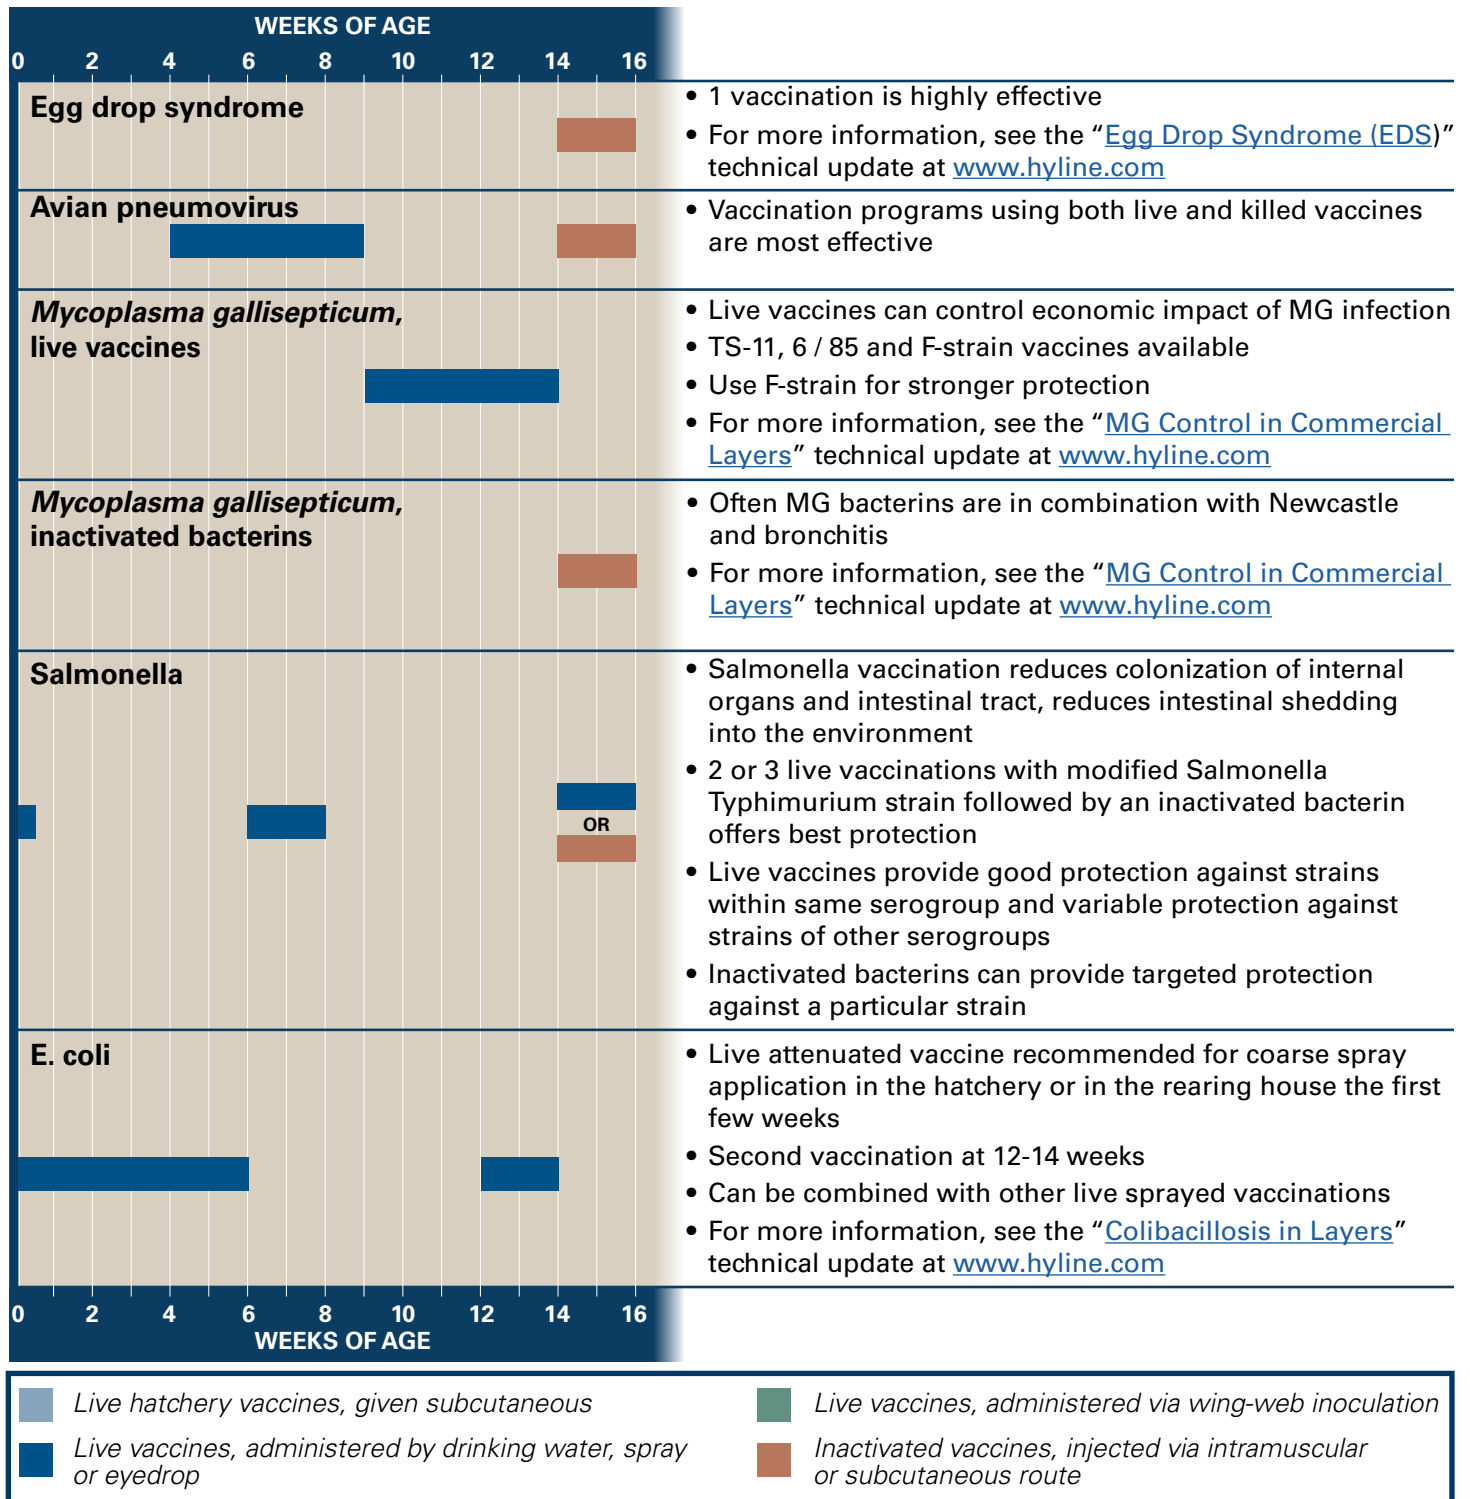 WEEKS OF AGE
0 2 4 6 8 10 12 14 16
Egg drop syndrome
• 1 vaccination is highly effective
• For more information, see the “Egg Drop Syndrome (EDS)”
technical update at www.hyline.com
Avian pneumovirus
• Vaccination programs using both live and killed vaccines
are most effective
Mycoplasma gallisepticum,
live vaccines
• Live vaccines can control economic impact of MG infection
• TS-11, 6 / 85 and F-strain vaccines available
• Use F-strain for stronger protection
• For more information, see the “MG Control in Commercial
Layers” technical update at www.hyline.com
Mycoplasma gallisepticum,
inactivated bacterins
• Often MG bacterins are in combination with Newcastle
and bronchitis
• For more information, see the “MG Control in Commercial
Layers” technical update at www.hyline.com
Salmonella
OR
• Salmonella vaccination reduces colonization of internal
organs and intestinal tract, reduces intestinal shedding
into the environment
• 2 or 3 live vaccinations with modified Salmonella
Typhimurium strain followed by an inactivated bacterin
offers best protection
• Live vaccines provide good protection against strains
within same serogroup and variable protection against
strains of other serogroups
• Inactivated bacterins can provide targeted protection
against a particular strain
E. coli
• Live attenuated vaccine recommended for coarse spray
application in the hatchery or in the rearing house the first
few weeks
• Second vaccination at 12-14 weeks
• Can be combined with other live sprayed vaccinations
• For more information, see the “Colibacillosis in Layers”
technical update at www.hyline.com
0 2 4 6 8 10 12 14 16
WEEKS OF AGE
Live hatchery vaccines, given subcutaneous
Live vaccines, administered by drinking water, spray
or eyedrop
Live vaccines, administered via wing-web inoculation
Inactivated vaccines, injected via intramuscular
or subcutaneous route